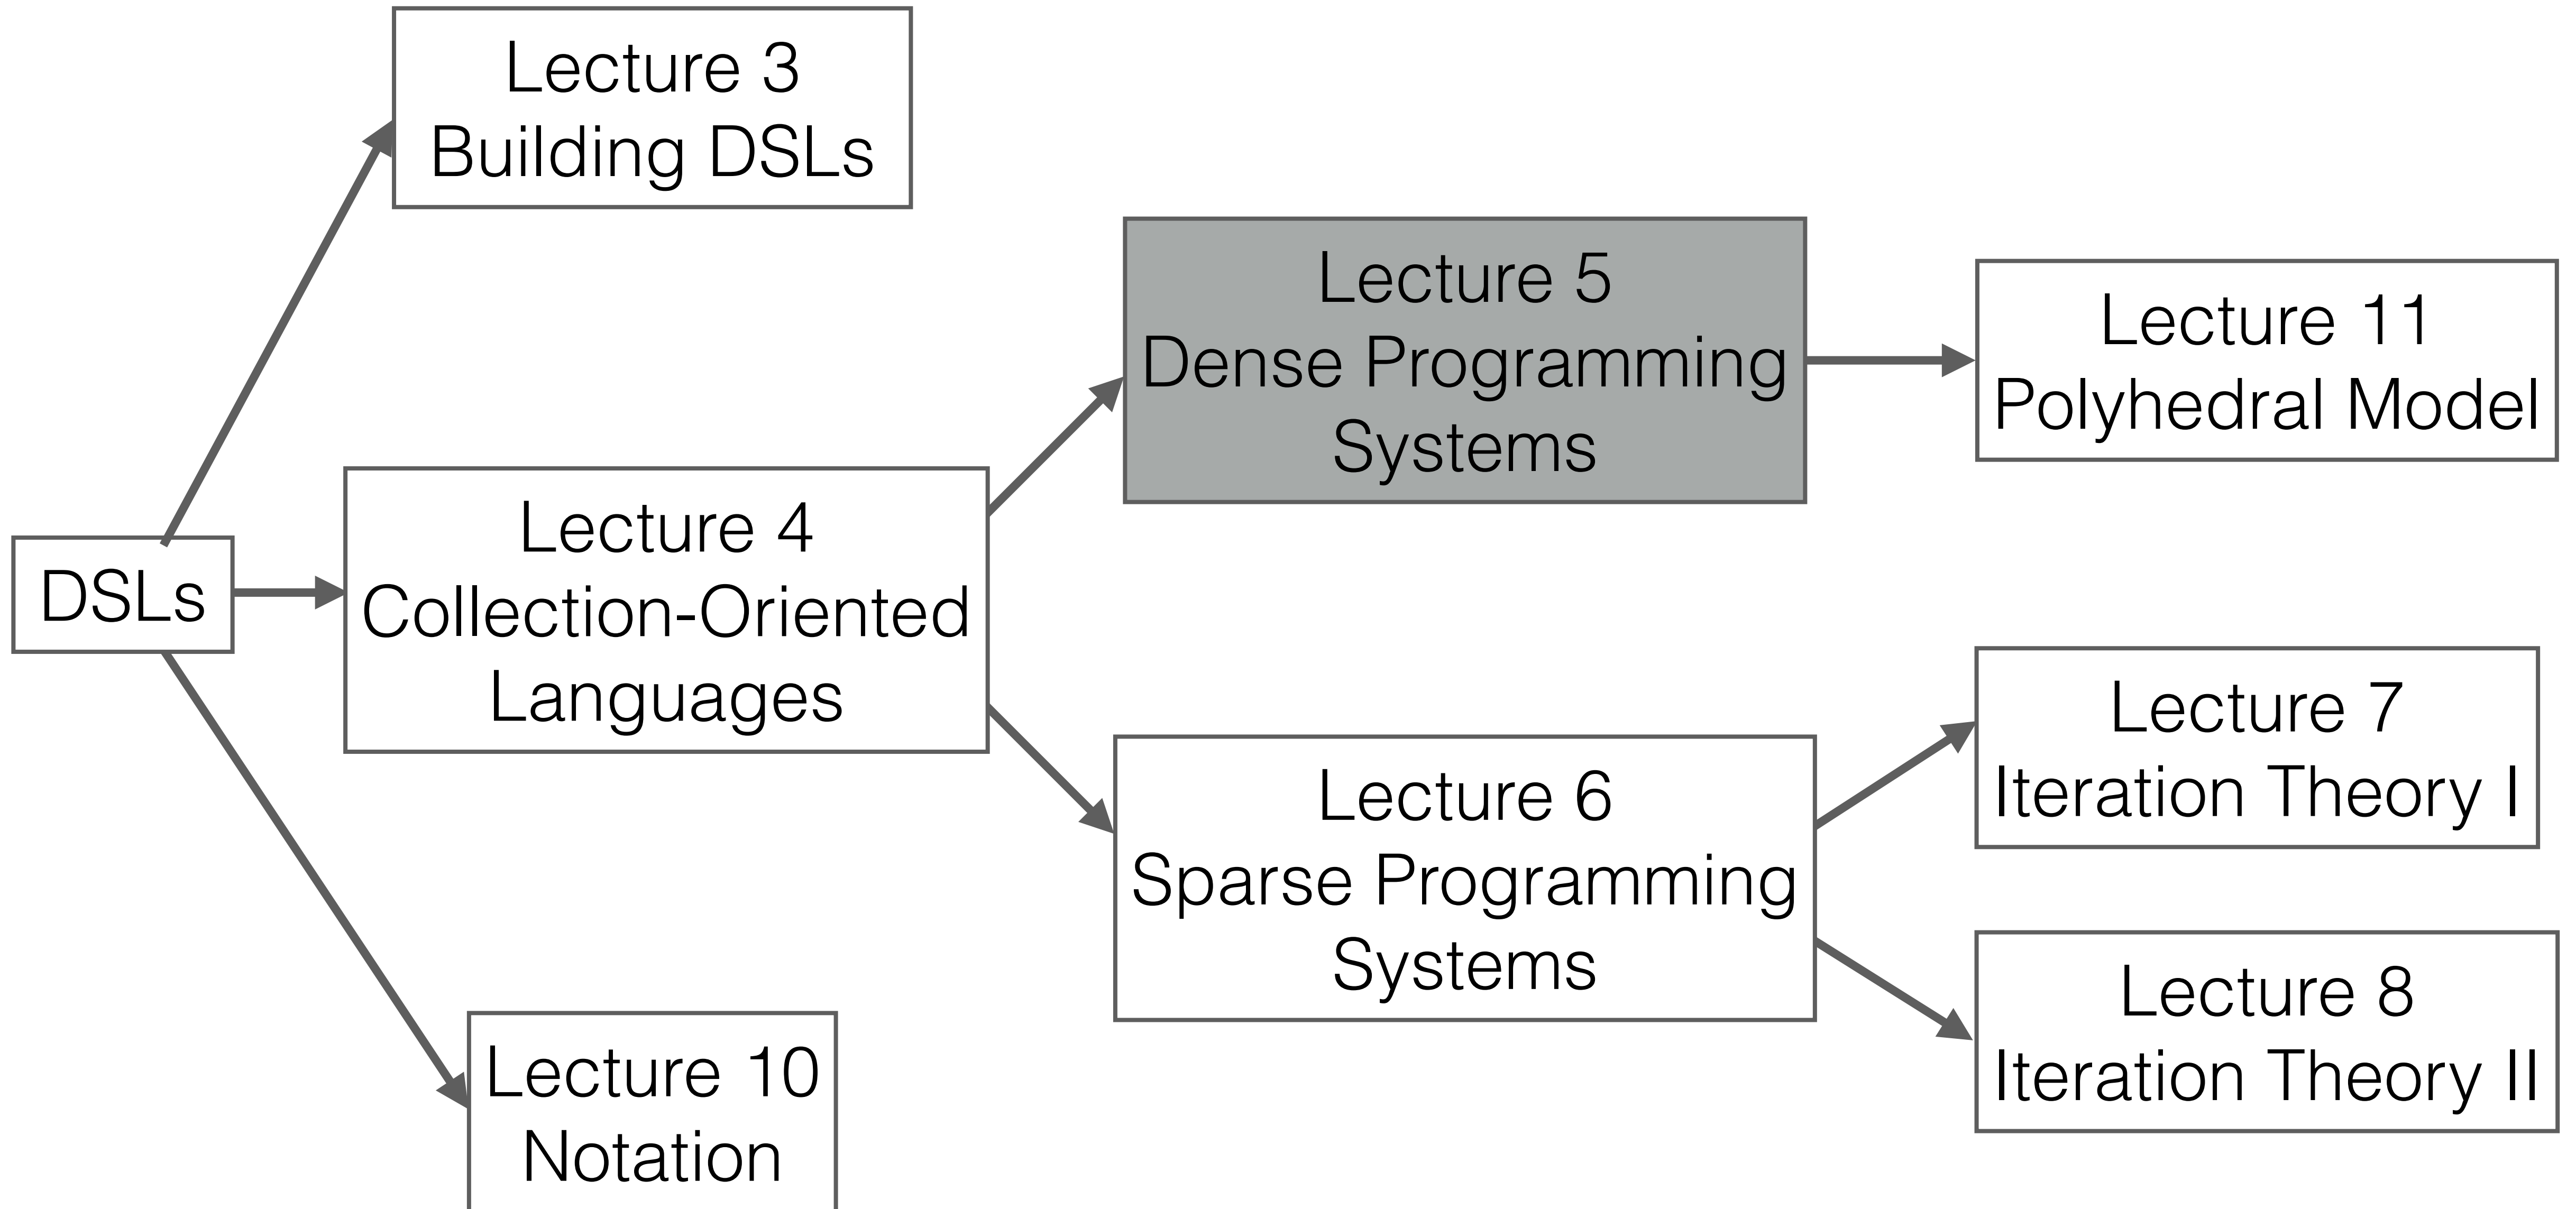 Lecture 3
Building DSLs
Lecture 5
Dense Programming
Systems
Lecture 11
Polyhedral Model
DSLs
Lecture 4
Collection-Oriented
Languages
Lecture 6
Sparse Programming
Systems
Lecture 7
Iteration Theory I
Lecture 8
Iteration Theory II
Lecture 10
Notation